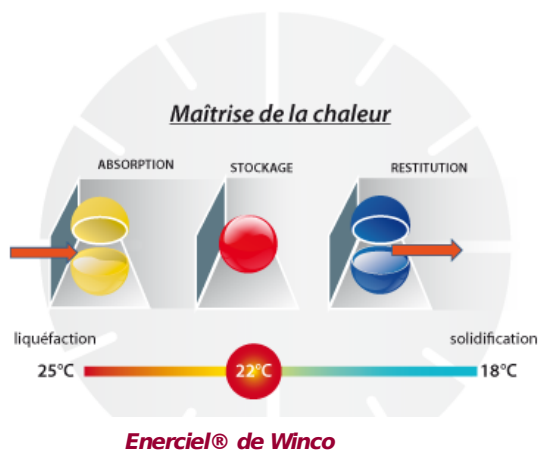 Maîtrise de la chaleur
ABSORPTION STOCKAGE RESTITUTION
liquéfaction solidification
25°C 22°C 18°C
Enerciel® de Winco